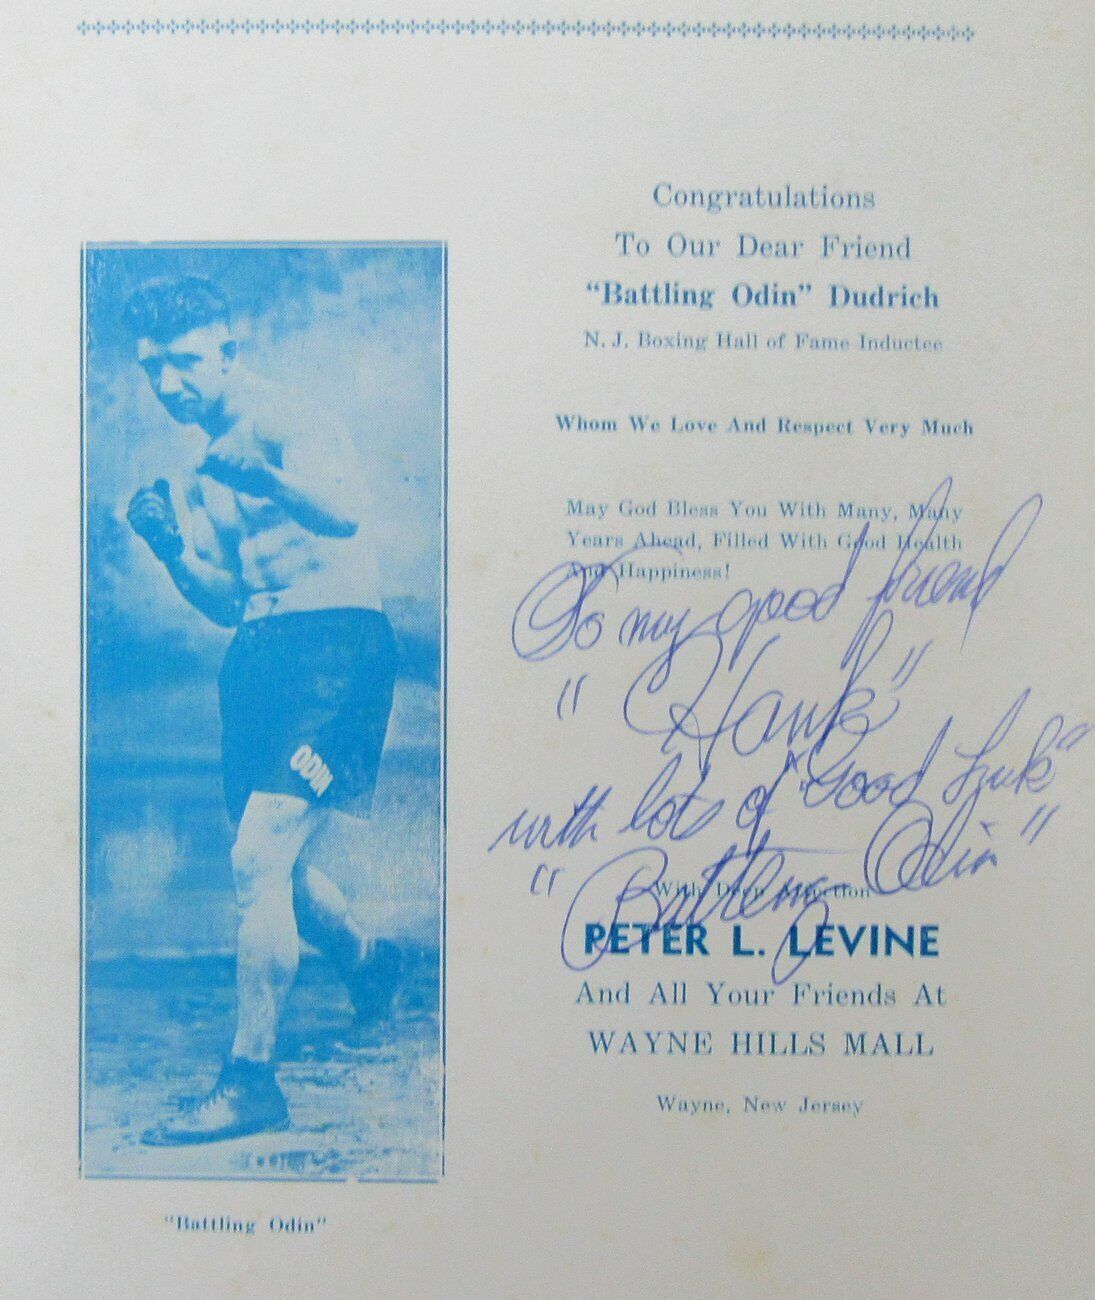 Congratulations
To Our Dear Friend
"Battling Odin" Dudrich
N. J. Boxing Hall of Fame Inductee
Whom We Love And Respect Very Much
May God Bless You With Many, Many
Years Ahead, Filled With Good Health
And Happiness!
To my good friend
"Hank"
with lots of "Good Luck"
"Battling Odin"
With Deep Affection
PETER L. LEVINE
And All Your Friends At
WAYNE HILLS MALL
Wayne, New Jersey
ODIN
"Battling Odin"